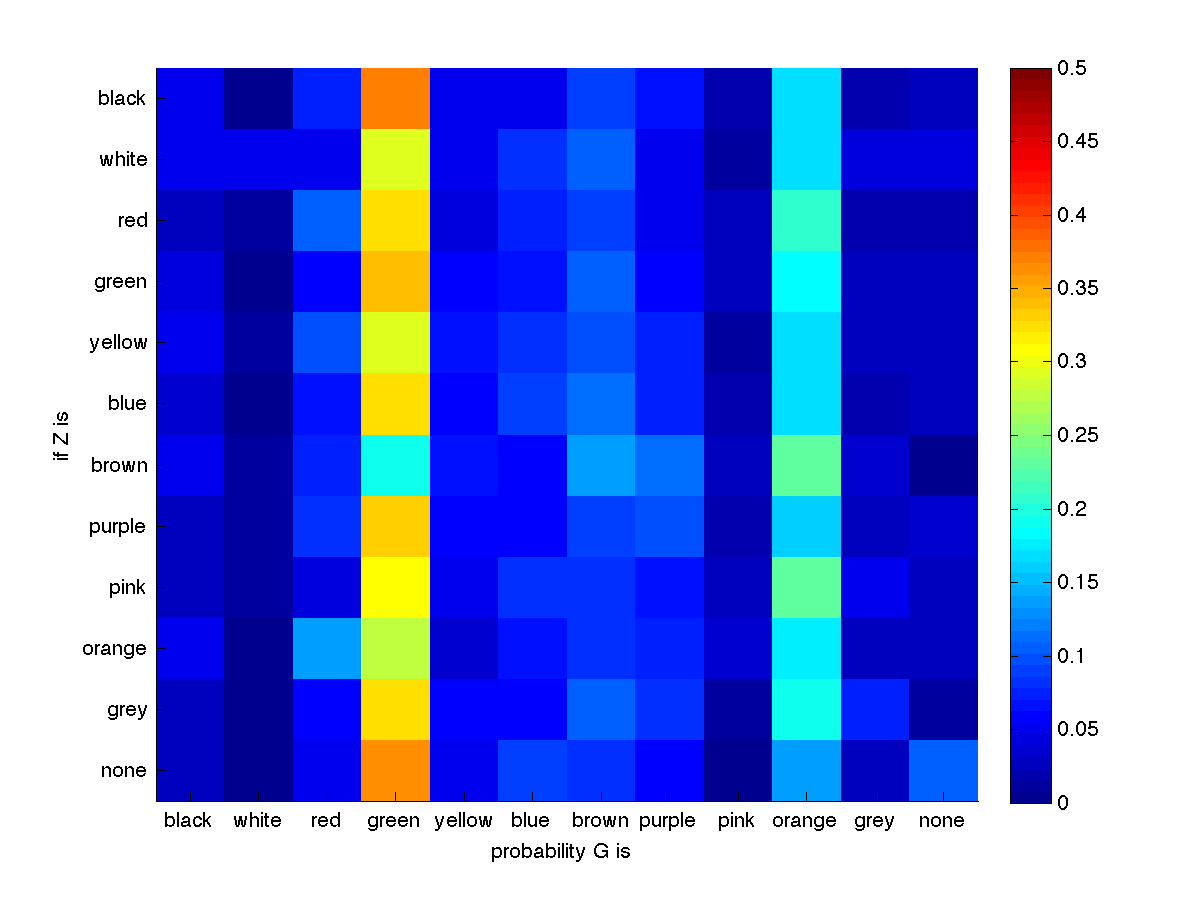 0.5
black
0.45
white
0.4
red
0.35
green
0.3
yellow
0.25
blue
if Z is
brown
0.2
purple
0.15
pink
0.1
orange
0.05
grey
none
0
black white red green yellow blue brown purple pink orange grey none
probability G is